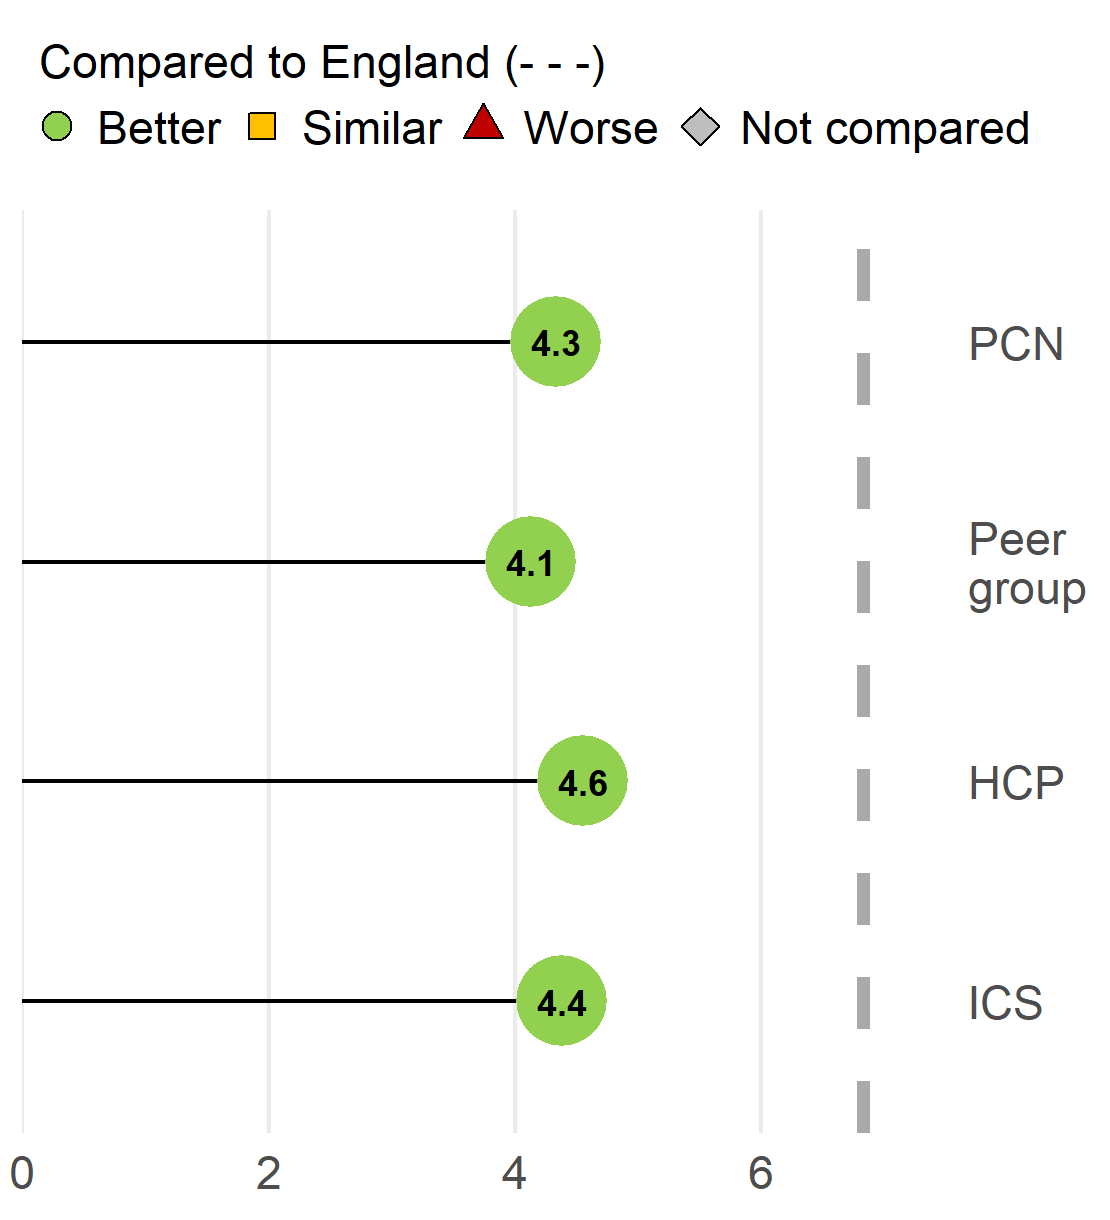 Compared to England (- - -)
Better Similar Worse Not compared
4.3 PCN
4.1 Peer
group
4.6 HCP
4.4 ICS
0 2 4 6